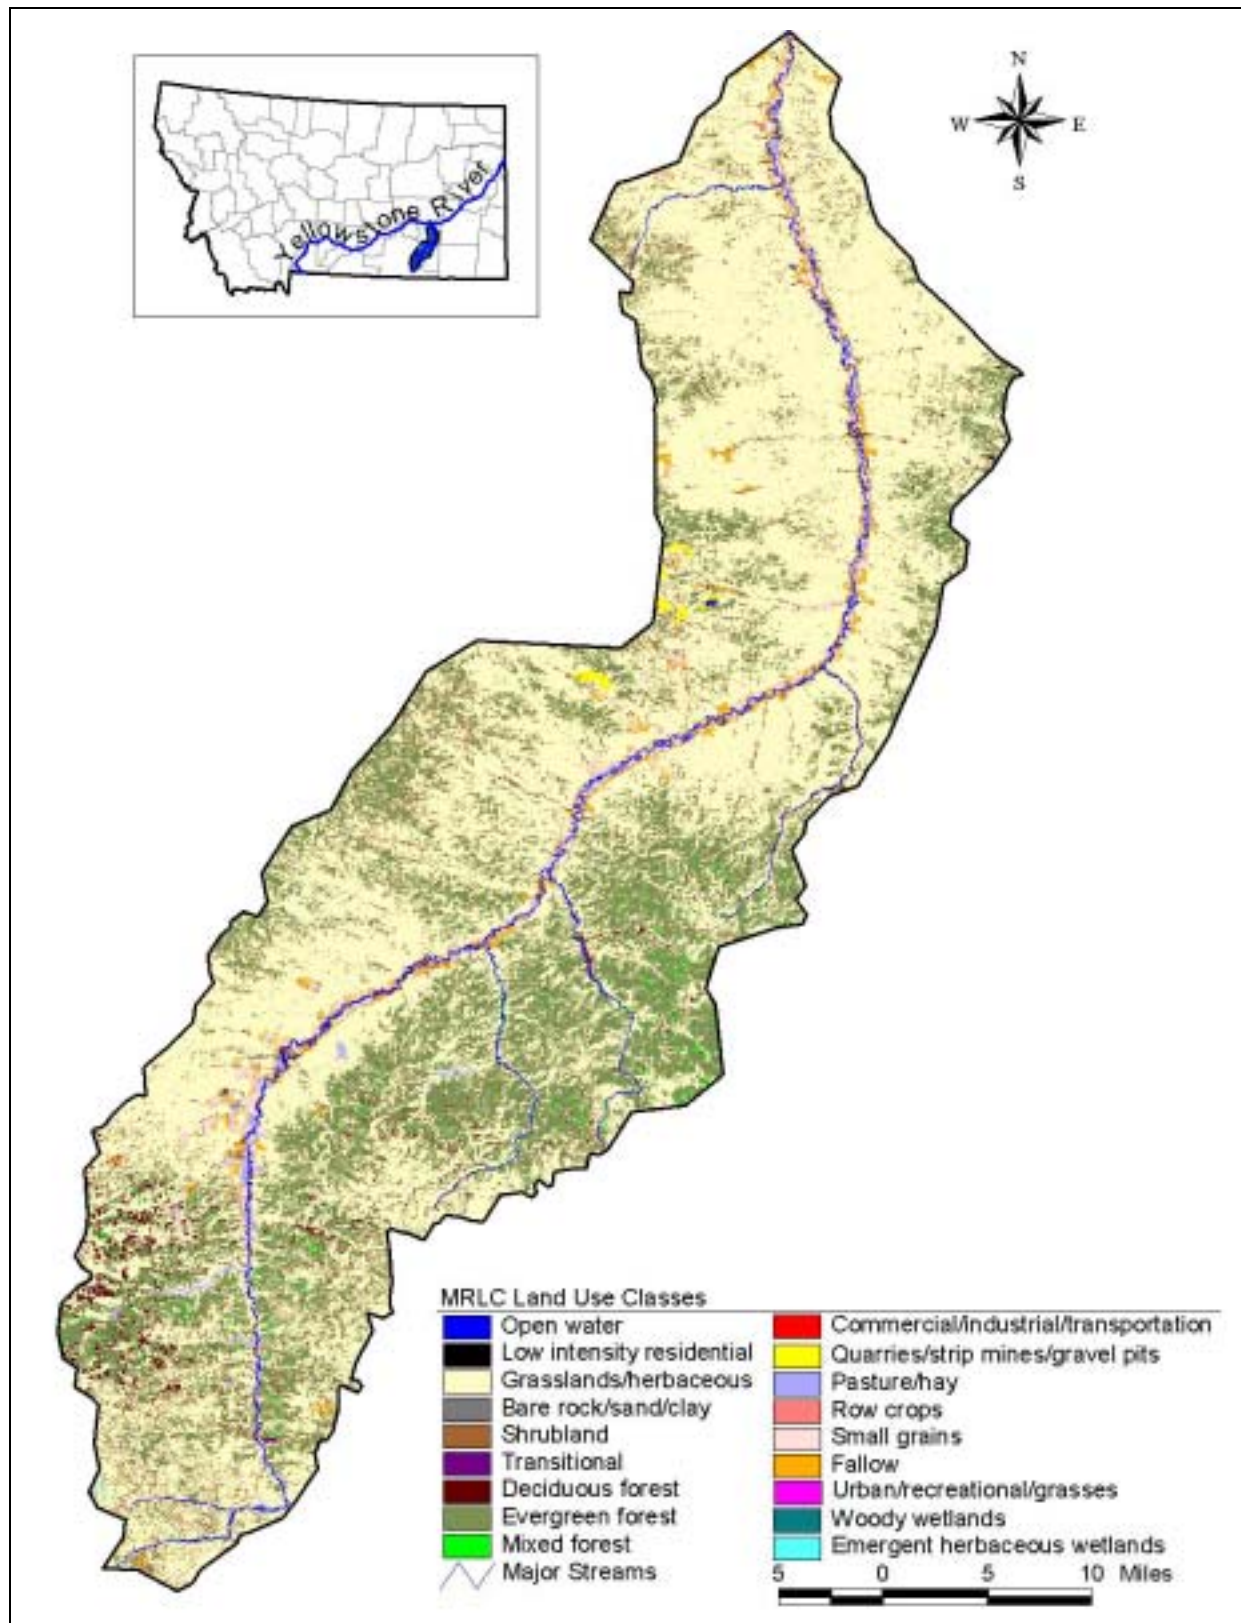 Yellowstone River
N
W E
S
MRLC Land Use Classes
Open water
Low intensity residential
Grasslands/herbaceous
Bare rock/sand/clay
Shrubland
Transitional
Deciduous forest
Evergreen forest
Mixed forest
Major Streams
Commercial/industrial/transportation
Quarries/strip mines/gravel pits
Pasture/hay
Row crops
Small grains
Fallow
Urban/recreational/grasses
Woody wetlands
Emergent herbaceous wetlands
5 0 5 10 Miles